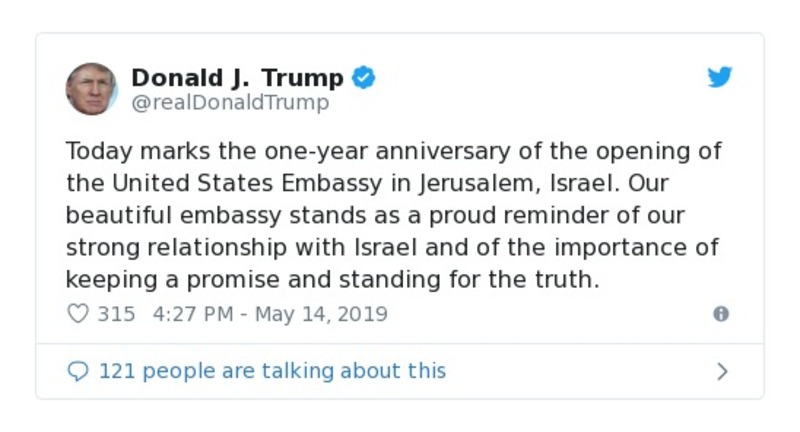 Donald J. Trump
@realDonaldTrump
Today marks the one-year anniversary of the opening of
the United States Embassy in Jerusalem, Israel. Our
beautiful embassy stands as a proud reminder of our
strong relationship with Israel and of the importance of
keeping a promise and standing for the truth.
315 4:27 PM - May 14, 2019
121 people are talking about this